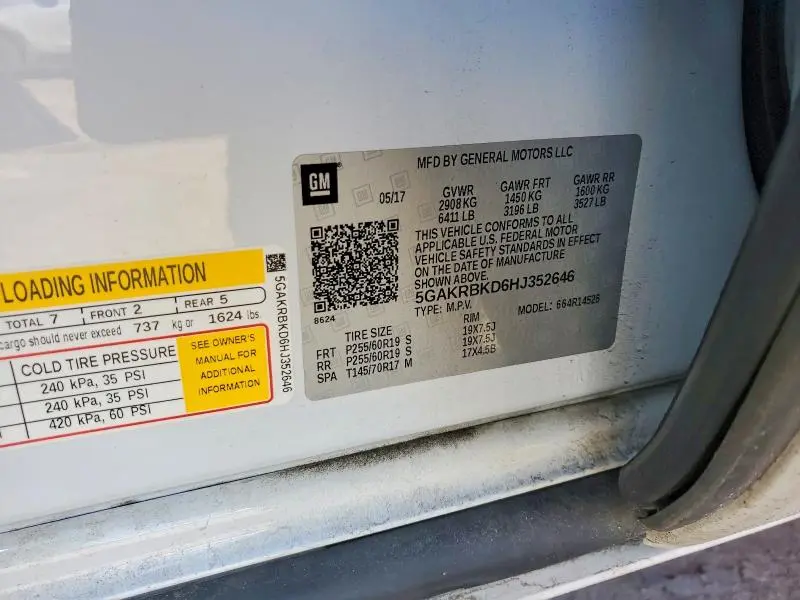 LOADING INFORMATION
TOTAL 7 FRONT 2 REAR 5
cargo should never exceed 737 kg or 1624 lbs
COLD TIRE PRESSURE
240 kPa, 35 PSI
240 kPa, 35 PSI
420 kPa, 60 PSI
SEE OWNER'S
MANUAL FOR
ADDITIONAL
INFORMATION
5GAKRBKD6HJ352646
GM
MFD BY GENERAL MOTORS LLC
05/17
GVWR GAWR FRT GAWR RR
2908 KG 1450 KG 1600 KG
6411 LB 3196 LB 3527 LB
THIS VEHICLE CONFORMS TO ALL
APPLICABLE U.S. FEDERAL MOTOR
VEHICLE SAFETY STANDARDS IN EFFECT
ON THE DATE OF MANUFACTURE
SHOWN ABOVE.
5GAKRBKD6HJ352646
TYPE: M.P.V. MODEL: 664R14526
8624
TIRE SIZE RIM
FRT P255/60R19 S 19X7.5J
RR P255/60R19 S 19X7.5J
SPA T145/70R17 M 17X4.5B